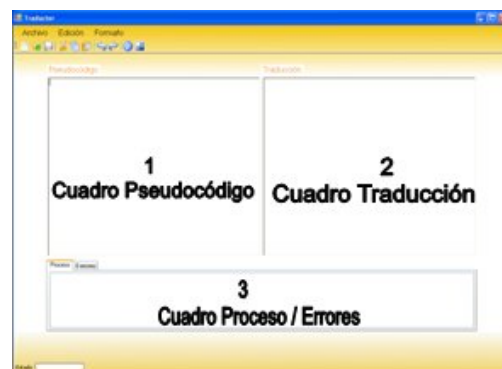 Traductor
Archivo Edición Formato
Pseudocódigo Traducción
1
Cuadro Pseudocódigo
2
Cuadro Traducción
Proceso Errores
3
Cuadro Proceso / Errores
Estado